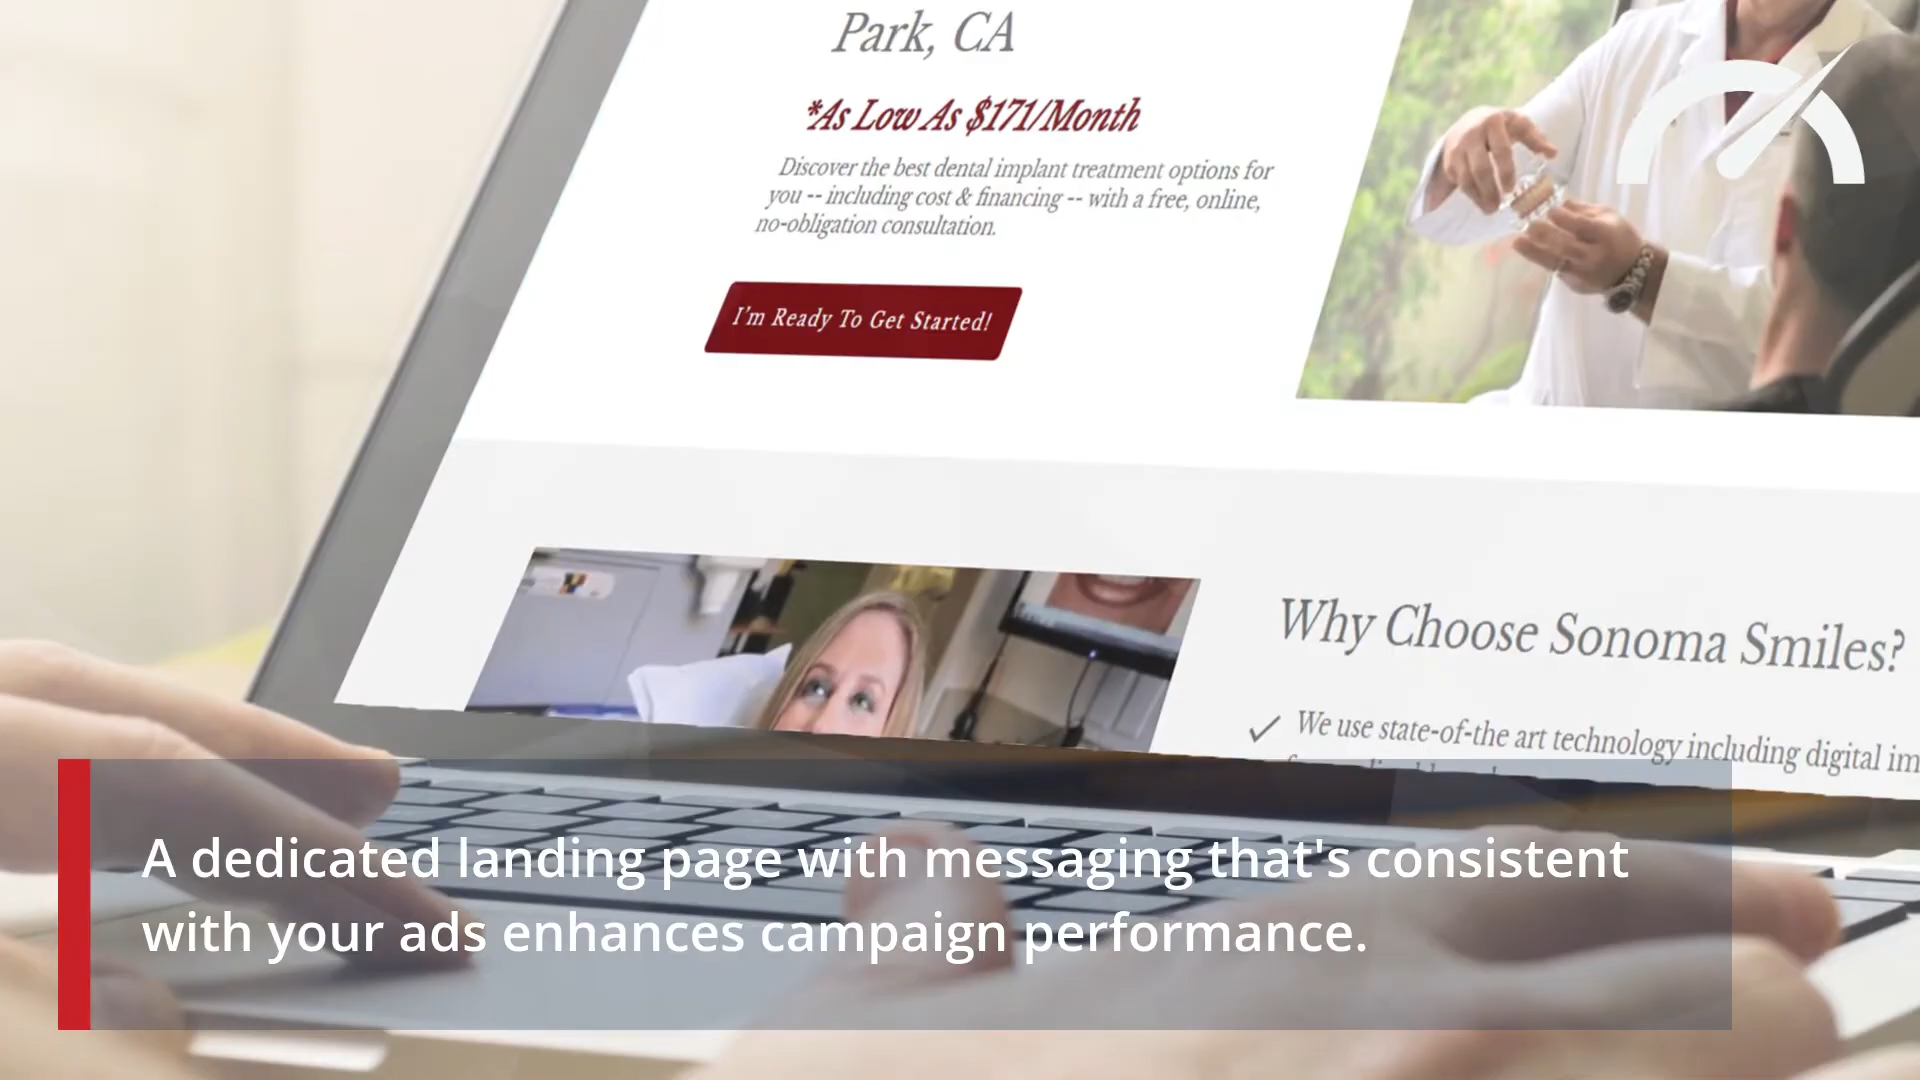 Park, CA
*As Low As $171/Month
Discover the best dental implant treatment options for
you -- including cost & financing -- with a free, online,
no-obligation consultation.
I'm Ready To Get Started!
Why Choose Sonoma Smiles?
We use state-of-the art technology including digital im
A dedicated landing page with messaging that's consistent
with your ads enhances campaign performance.